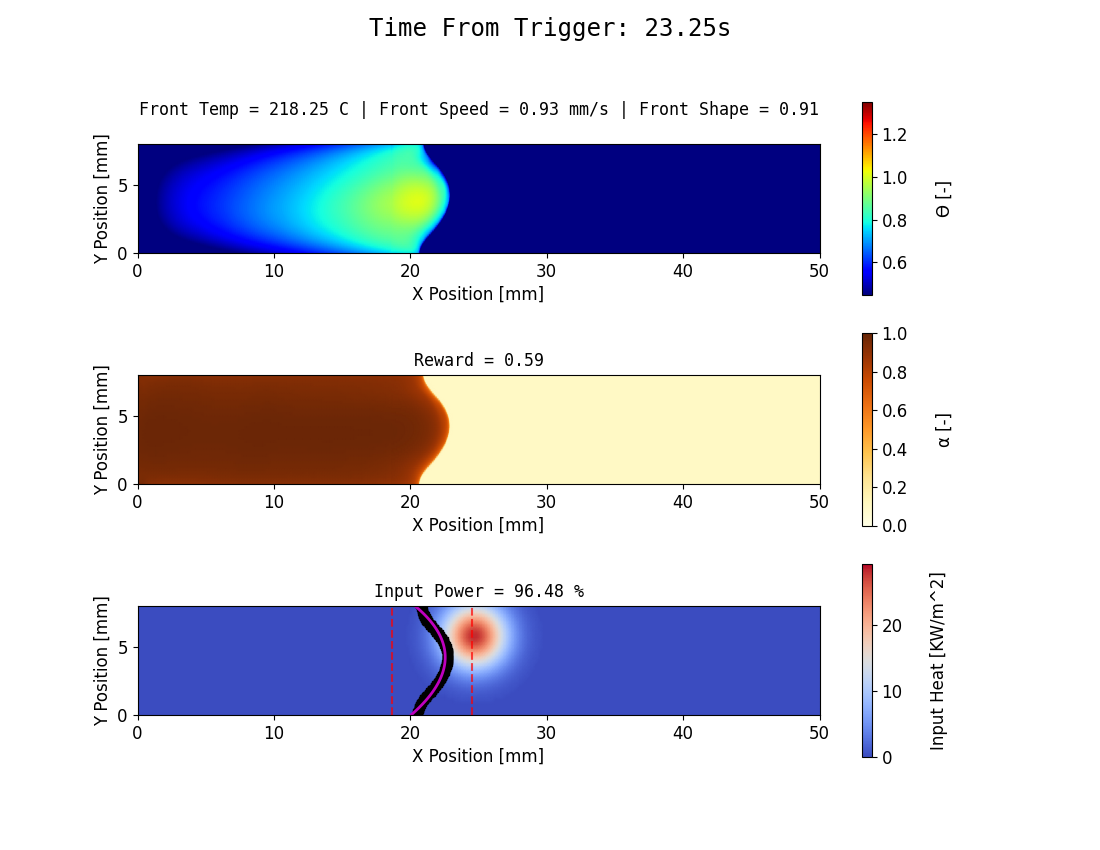 Time From Trigger: 23.25s
Front Temp = 218.25 C | Front Speed = 0.93 mm/s | Front Shape = 0.91
Y Position [mm]
5
0
0 10 20 30 40 50
X Position [mm]
1.2
1.0
0.8
0.6
Θ [-]
Reward = 0.59
Y Position [mm]
5
0
0 10 20 30 40 50
X Position [mm]
1.0
0.8
0.6
0.4
0.2
0.0
α [-]
Input Power = 96.48 %
Y Position [mm]
5
0
0 10 20 30 40 50
X Position [mm]
20
10
0
Input Heat [KW/m^2]